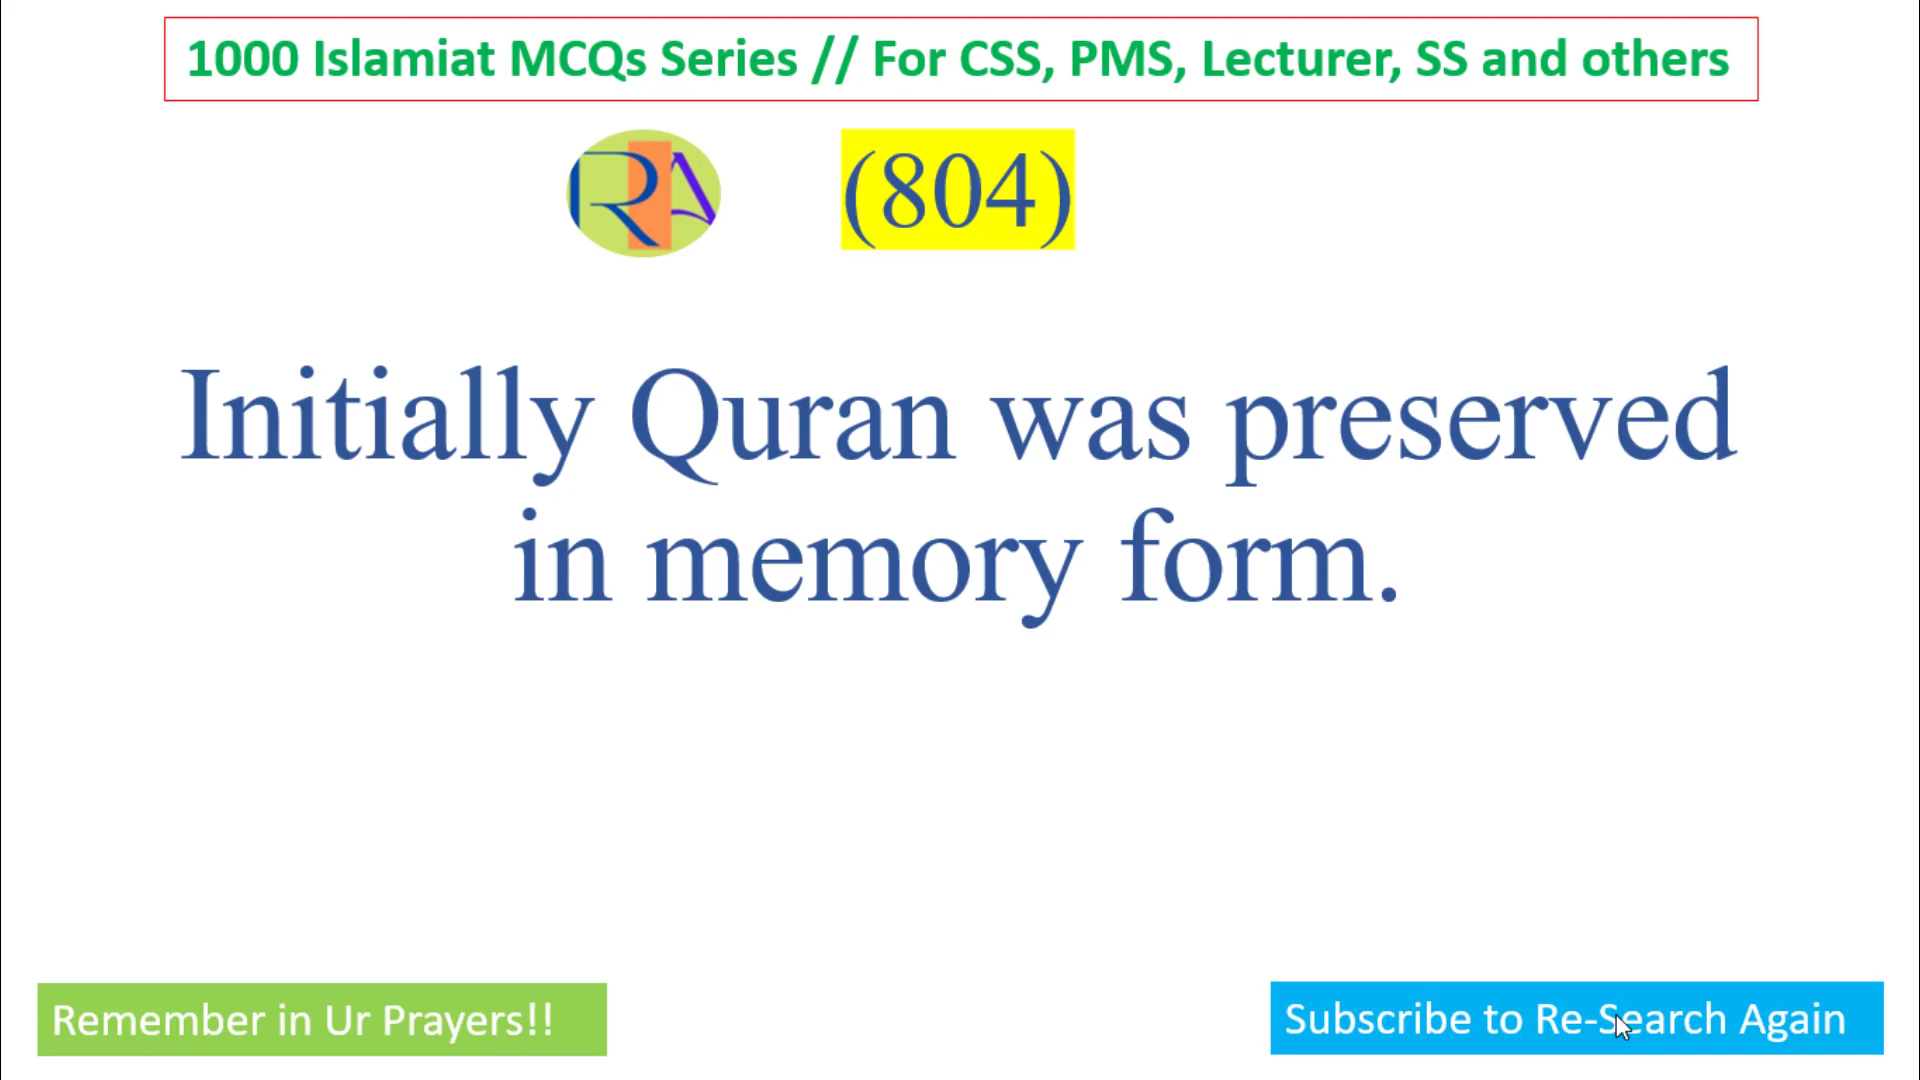 1000 Islamiat MCQs Series // For CSS, PMS, Lecturer, SS and others
RA
(804)
Initially Quran was preserved
in memory form.
Remember in Ur Prayers!!
Subscribe to Re-Search Again